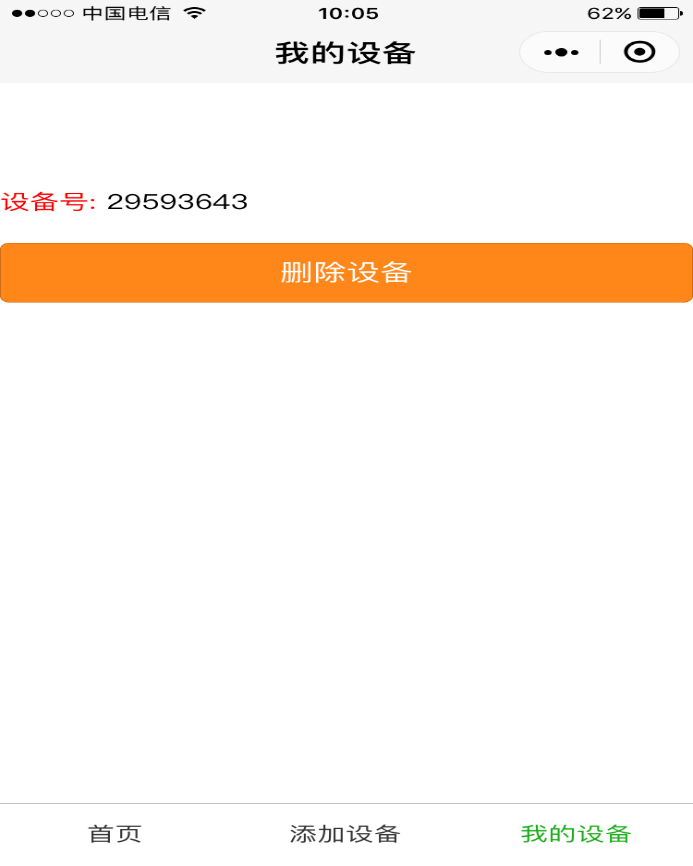 中国电信 10:05 62%
我的设备
设备号: 29593643
删除设备
首页 添加设备 我的设备